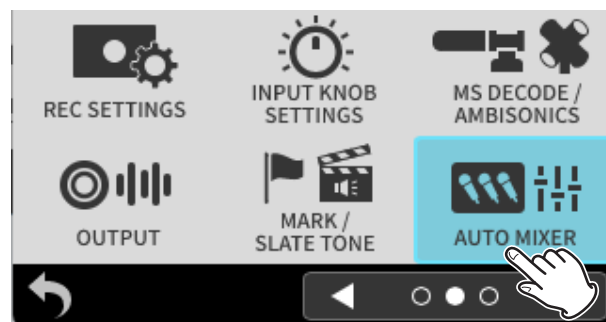 REC SETTINGS
INPUT KNOB
SETTINGS
MS DECODE /
AMBISONICS
OUTPUT
MARK /
SLATE TONE
AUTO MIXER